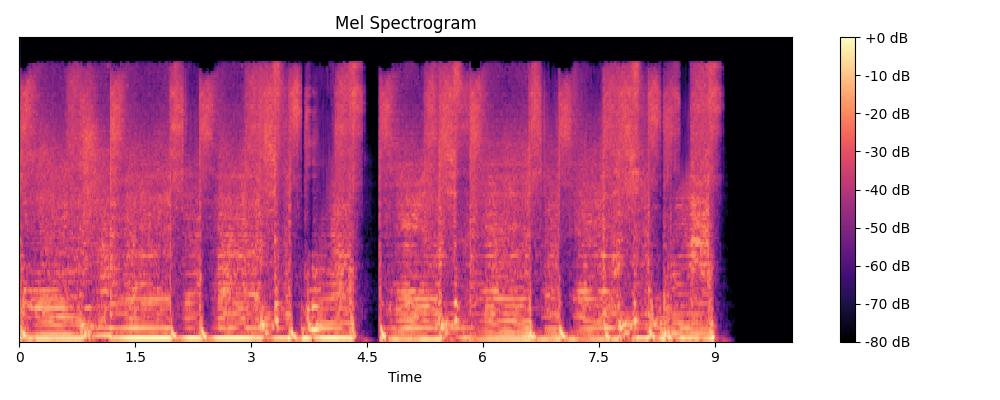 Mel Spectrogram
+0 dB
-10 dB
-20 dB
-30 dB
-40 dB
-50 dB
-60 dB
-70 dB
-80 dB
0 1.5 3 4.5 6 7.5 9
Time